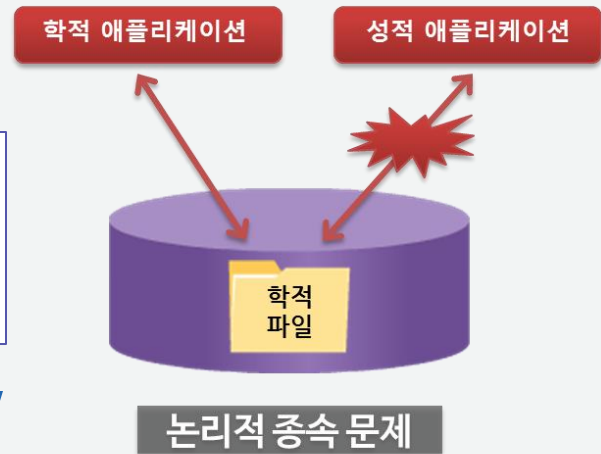 학적 애플리케이션
성적 애플리케이션
학적
파일
논리적 종속 문제